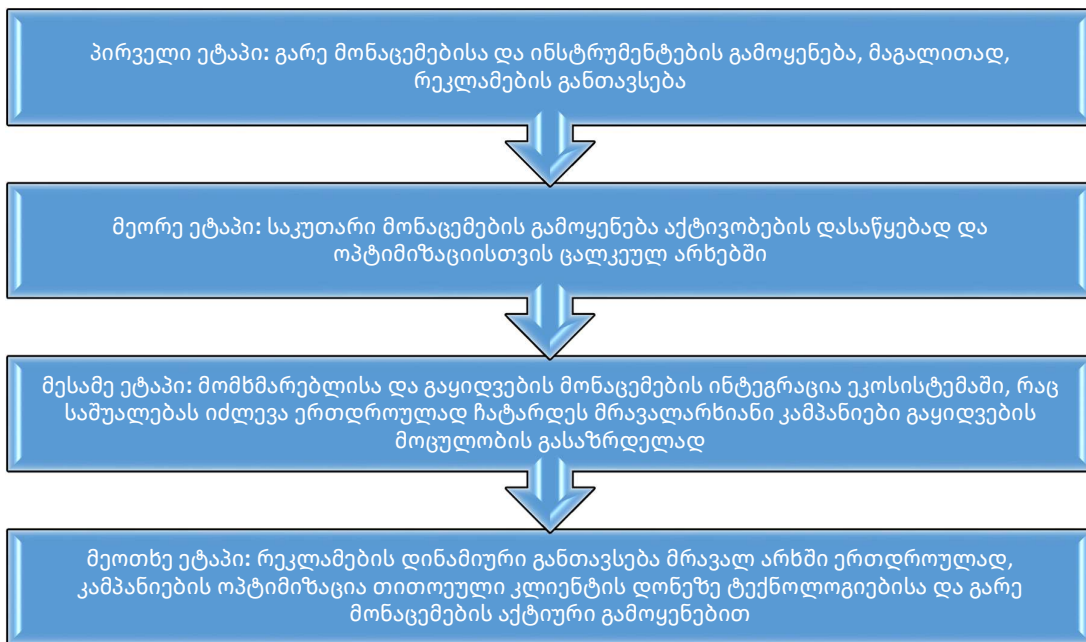 პირველი ეტაპი: გარე მონაცემებისა და ინსტრუმენტების გამოყენება, მაგალითად,
რეკლამების განთავსება
მეორე ეტაპი: საკუთარი მონაცემების გამოყენება აქტივობების დასაწყებად და
ოპტიმიზაციისთვის ცალკეულ არხებში
მესამე ეტაპი: მომხმარებლისა და გაყიდვების მონაცემების ინტეგრაცია ეკოსისტემაში, რაც
საშუალებას იძლევა ერთდროულად ჩატარდეს მრავალარხიანი კამპანიები გაყიდვების
მოცულობის გასაზრდელად
მეოთხე ეტაპი: რეკლამების დინამიური განთავსება მრავალ არხში ერთდროულად,
კამპანიების ოპტიმიზაცია თითოეული კლიენტის დონეზე ტექნოლოგიებისა და გარე
მონაცემების აქტიური გამოყენებით